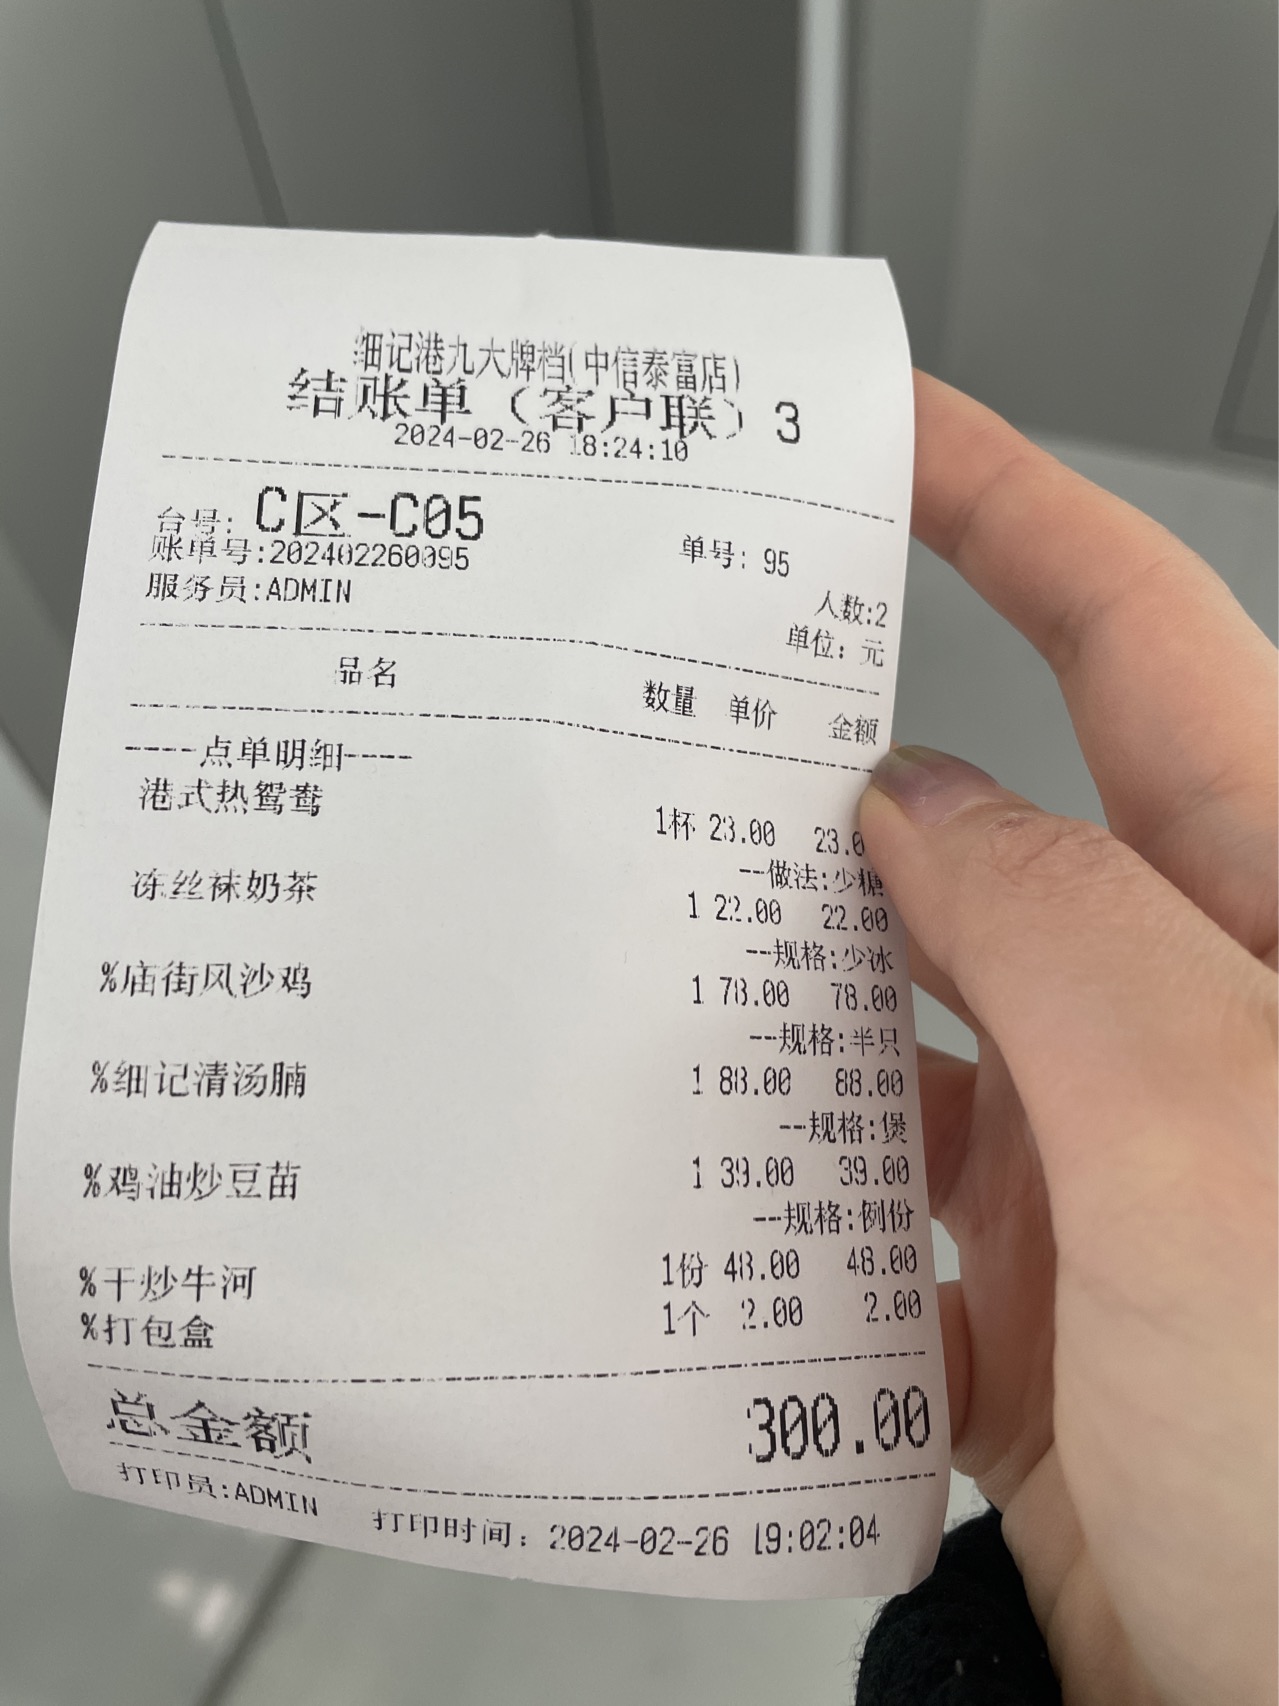 细记港九大牌档(中信泰富店)
结账单（客户联）3
2024-02-26 18:24:10
台号: C区-C05 单号: 95
账单号:202402260095
服务员:ADMIN 人数:2
单位: 元
品名 数量 单价 金额
----点单明细----
港式热鸳鸯 1杯 23.00 23.0
--做法:少糖
冻丝袜奶茶 1 22.00 22.00
--规格:少冰
%庙街风沙鸡 1 78.00 78.00
--规格:半只
%细记清汤腩 1 88.00 88.00
--规格:煲
%鸡油炒豆苗 1 39.00 39.00
--规格:例份
%干炒牛河 1份 48.00 48.00
%打包盒 1个 2.00 2.00
总金额 300.00
打印员:ADMIN 打印时间: 2024-02-26 19:02:04